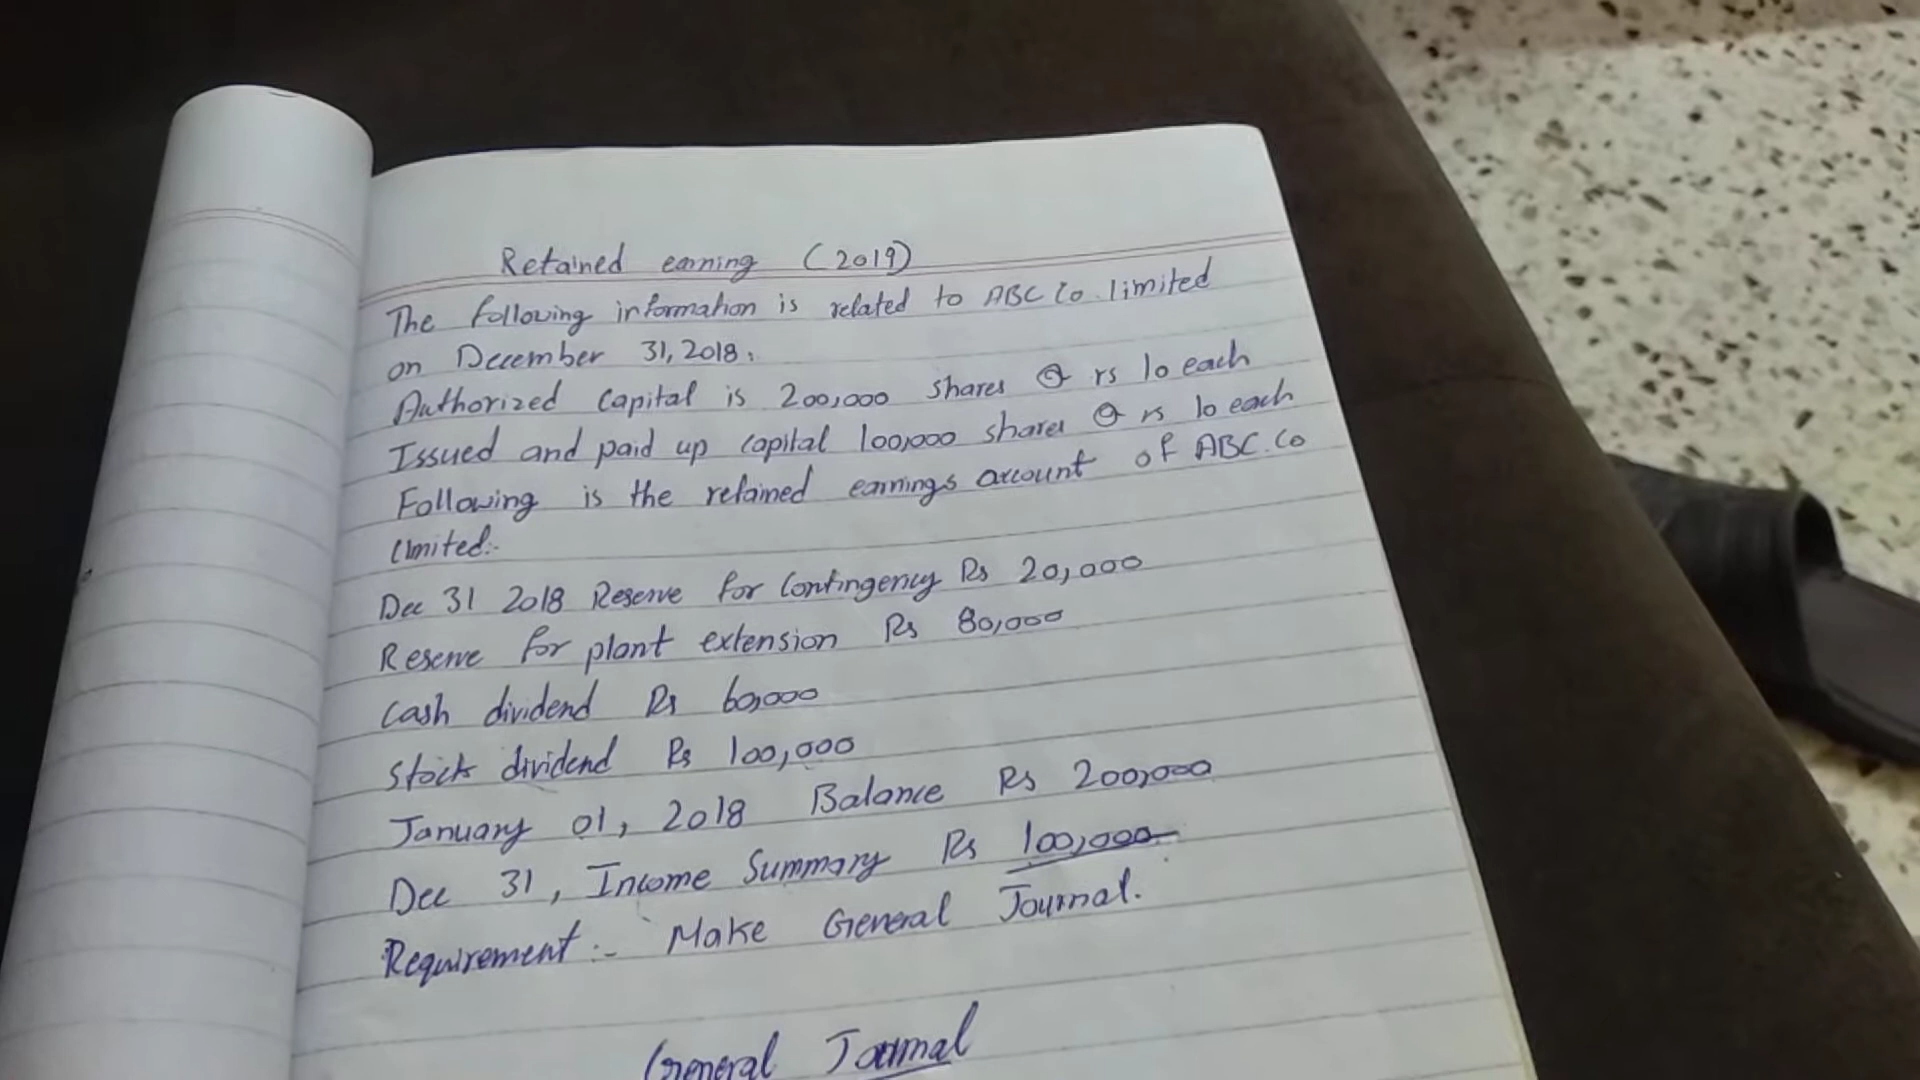 Retained earning (2019)
The following information is related to ABC Co. limited
on December 31, 2018.
Authorized capital is 200,000 shares @ rs 10 each
Issued and paid up capital 100,000 shares @ rs 10 each
Following is the retained earnings account of ABC. Co
limited:-
Dec 31 2018 Reserve for Contingency Rs 20,000
Reserve for plant extension Rs 80,000
Cash dividend Rs 60,000
Stock dividend Rs 100,000
January 01, 2018 Balance Rs 200,000
Dec 31, Income Summary Rs 100,000
Requirement:- Make General Journal.
General Journal